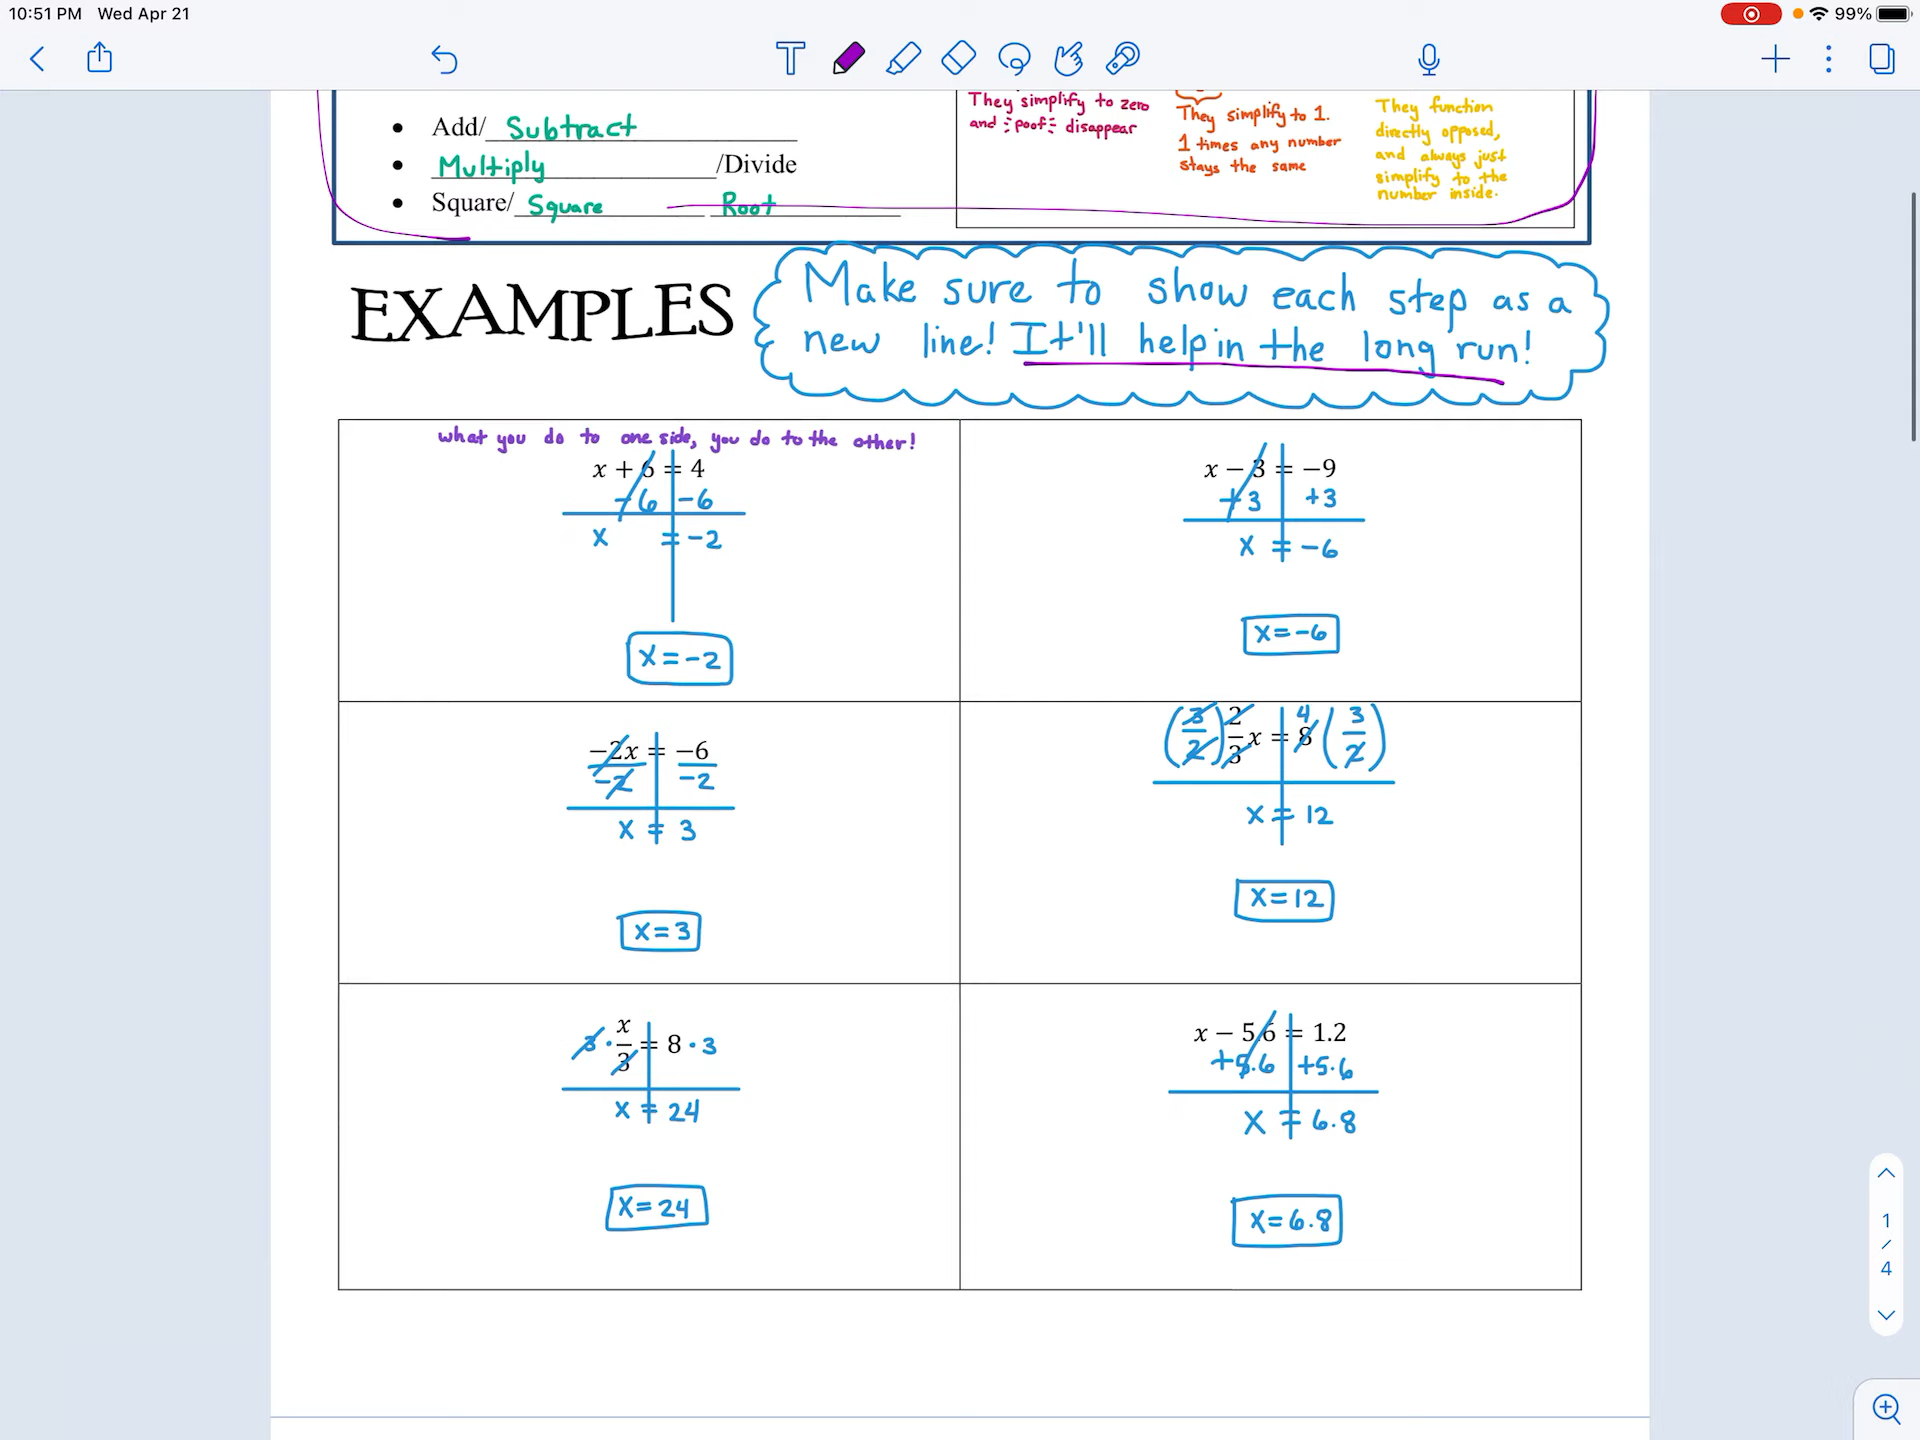 10:51 PM Wed Apr 21
99%
They simplify to zero
and poof disappear
They simplify to 1.
1 times any number
stays the same
They function
directly opposed,
and always just
simplify to the
number inside.
• Add/ Subtract
• Multiply /Divide
• Square/ Square Root
EXAMPLES
Make sure to show each step as a
new line! It'll help in the long run!
what you do to one side, you do to the other!
x + 6 = 4
-6 -6
x = -2
x = -2
x − 3 = −9
+3 +3
x = -6
x = -6
−2x = −6
-2 -2
x = 3
x = 3
(3/2) 2/3 x = 8 4 (3/2)
x = 12
x = 12
3 · x/3 = 8 · 3
x = 24
x = 24
x − 5.6 = 1.2
+5.6 +5.6
x = 6.8
x = 6.8
1
/
4